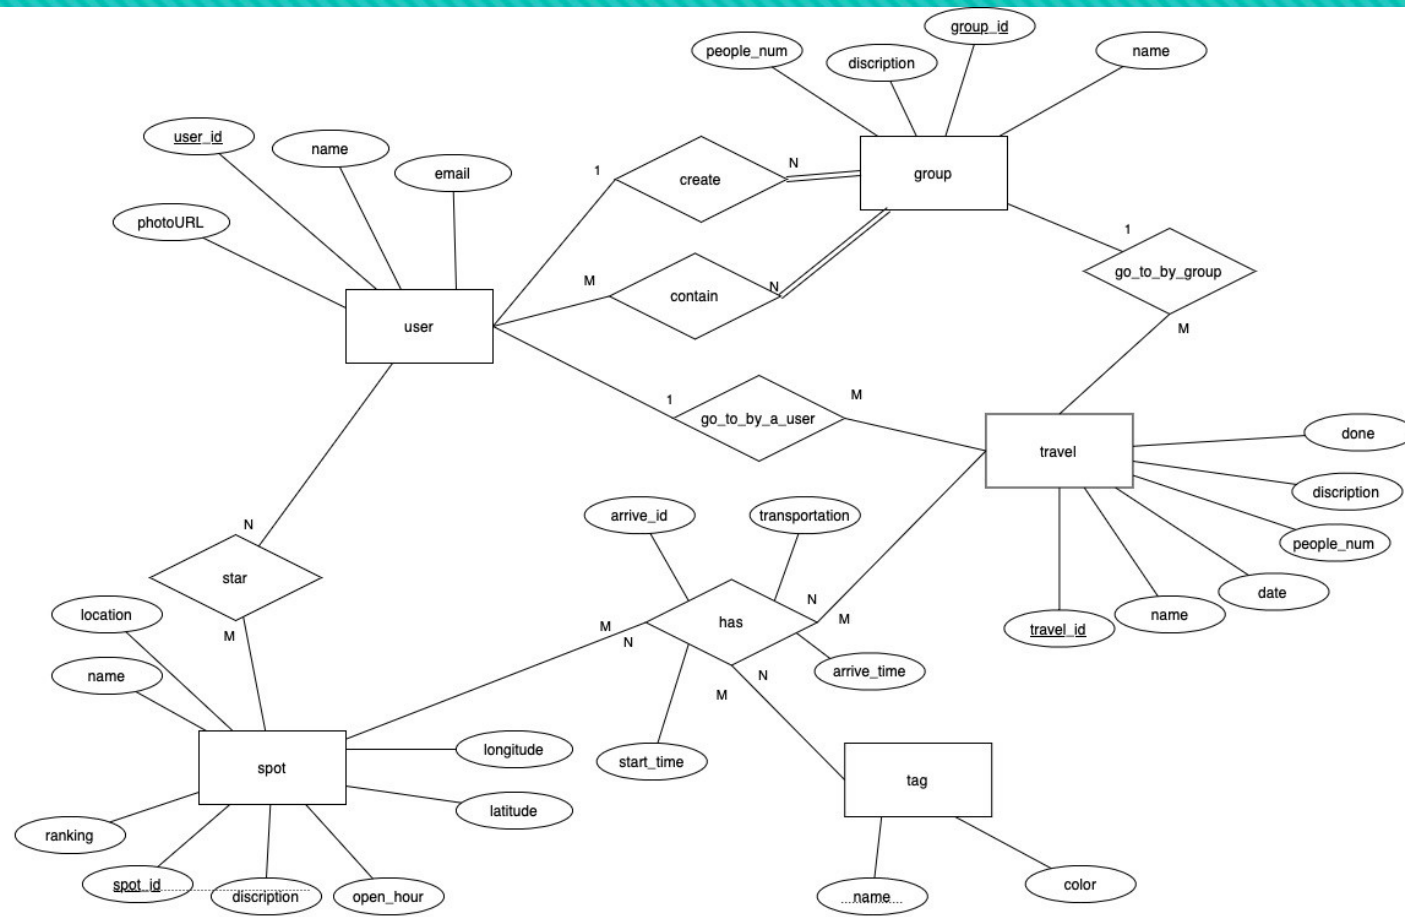 group_id
people_num
name
discription
user_id
name
email
create
N
group
1
photoURL
1
go_to_by_group
M
contain
N
M
user
1
M
go_to_by_a_user
done
travel
discription
arrive_id
transportation
N
people_num
star
date
location
N
M
name
M
has
M
N
travel_id
M
name
arrive_time
N
M
longitude
start_time
spot
tag
latitude
ranking
spot_id
discription
open_hour
name
color